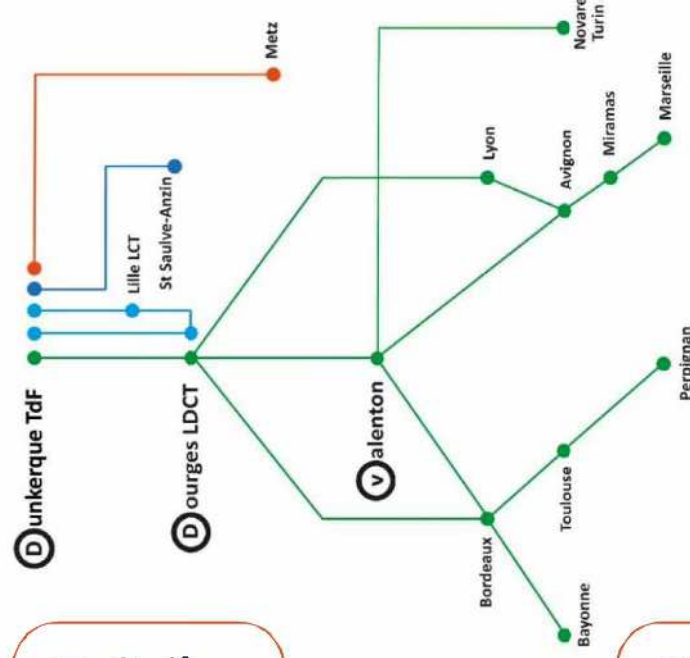 Metz
Novare
Turin
Lille LCT
St Saulve-Anzin
Dunkerque TdF
Lyon
Dourges LDCT
Avignon
Miramas
Marseille
Valenton
Bordeaux
Toulouse
Perpignan
Bayonne